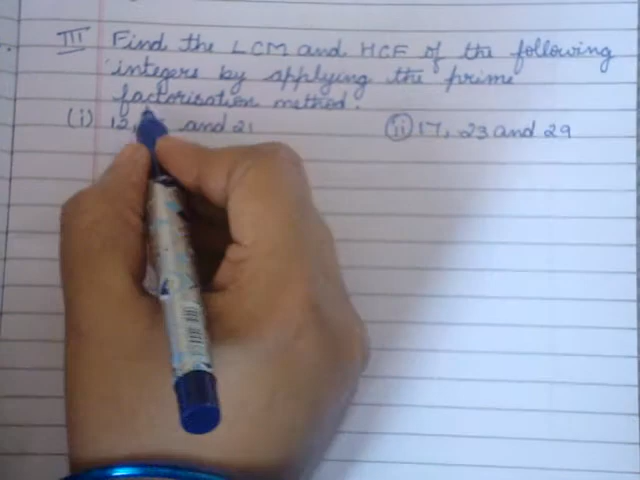 III Find the LCM and HCF of the following
integers by applying the prime
factorisation method.
(i) 12, and 21 (ii) 17, 23 and 29